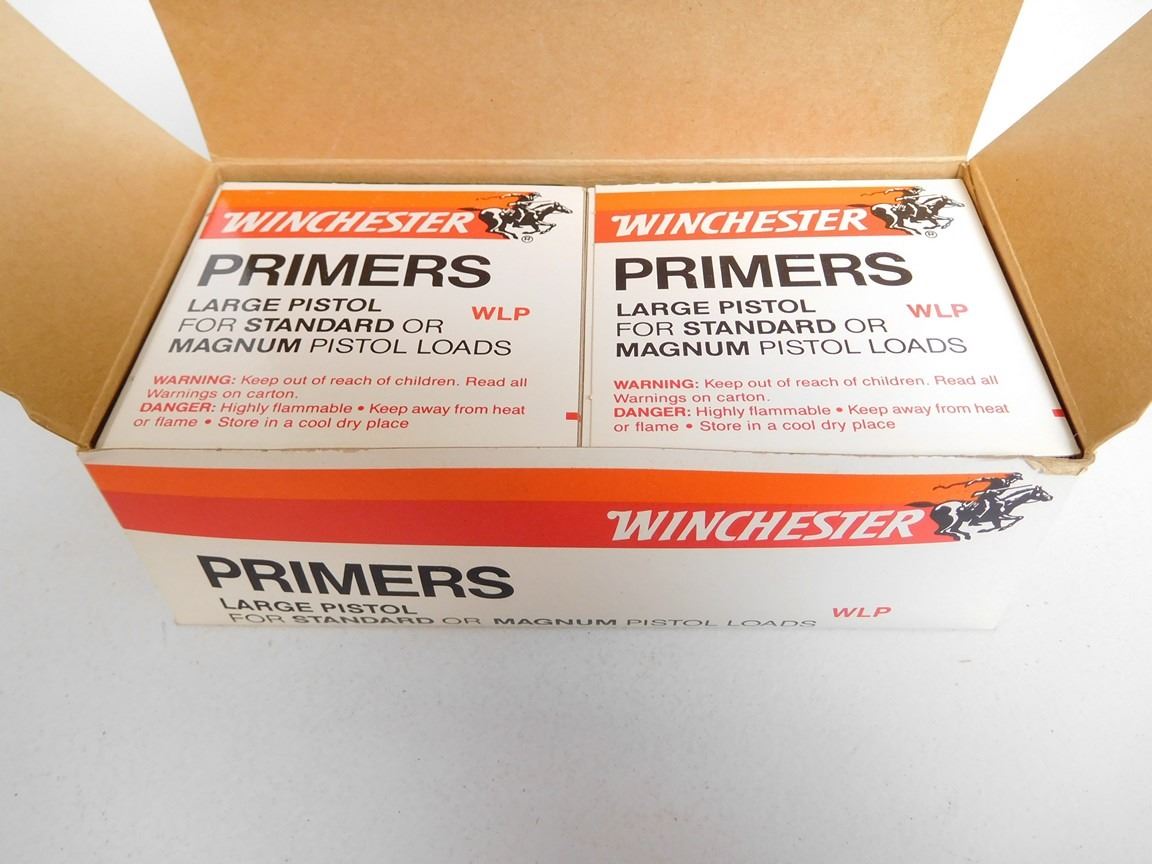 WINCHESTER
®
PRIMERS
LARGE PISTOL
WLP
FOR STANDARD OR
MAGNUM PISTOL LOADS
WARNING: Keep out of reach of children. Read all
Warnings on carton.
DANGER: Highly flammable • Keep away from heat
or flame • Store in a cool dry place
WINCHESTER
®
PRIMERS
LARGE PISTOL
WLP
FOR STANDARD OR
MAGNUM PISTOL LOADS
WARNING: Keep out of reach of children. Read all
Warnings on carton.
DANGER: Highly flammable • Keep away from heat
or flame • Store in a cool dry place
WINCHESTER
PRIMERS
LARGE PISTOL
WLP
FOR STANDARD OR MAGNUM PISTOL LOADS